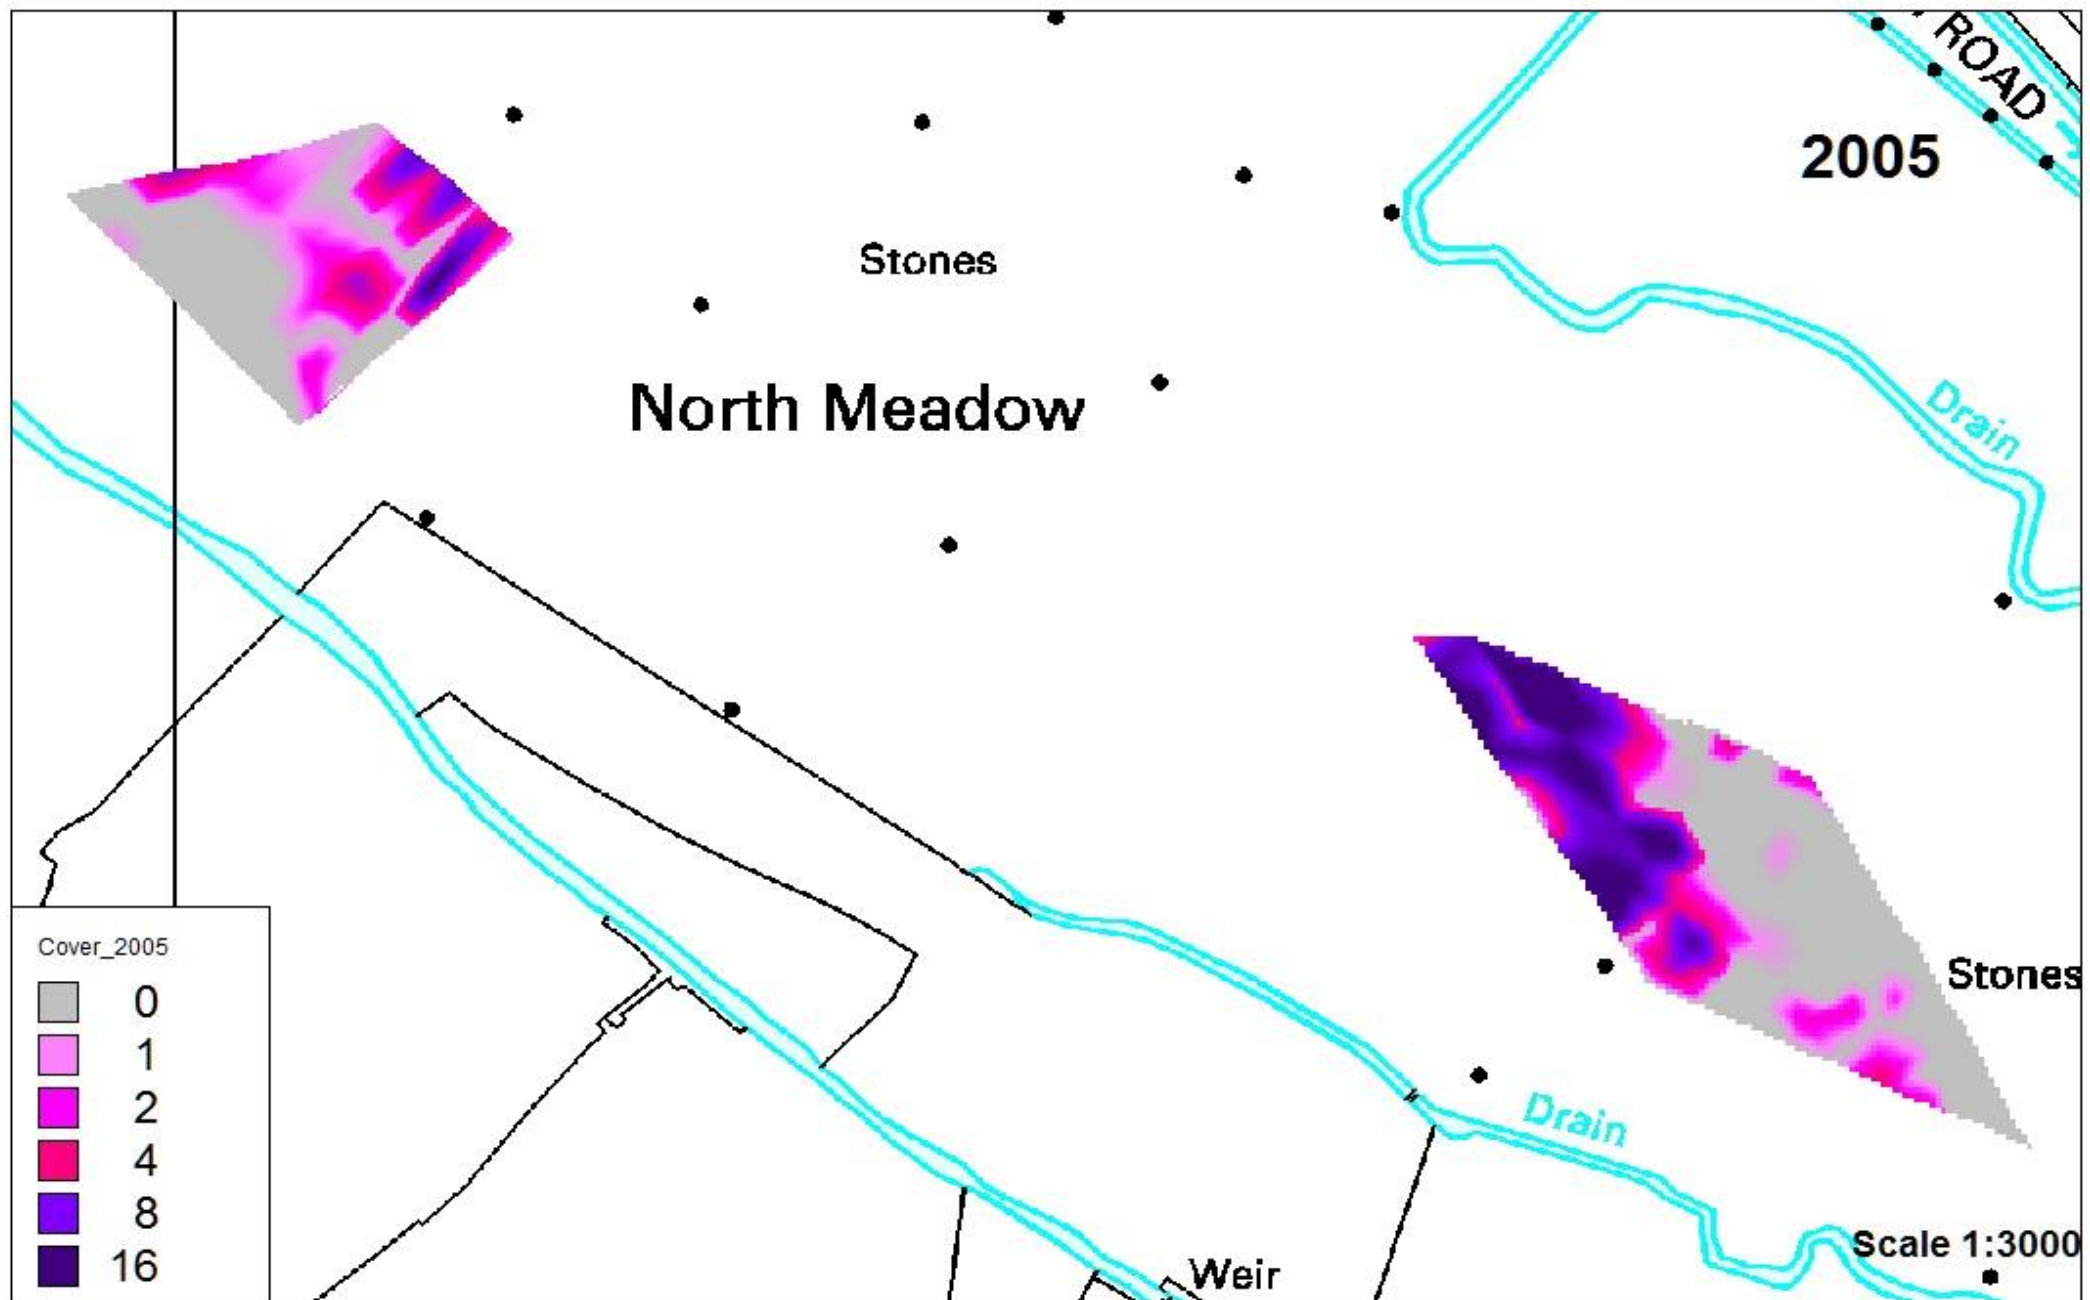 ROAD
2005
Stones
North Meadow
Drain
Stones
Cover_2005
0
1
2
4
8
16
Drain
Scale 1:3000
Weir